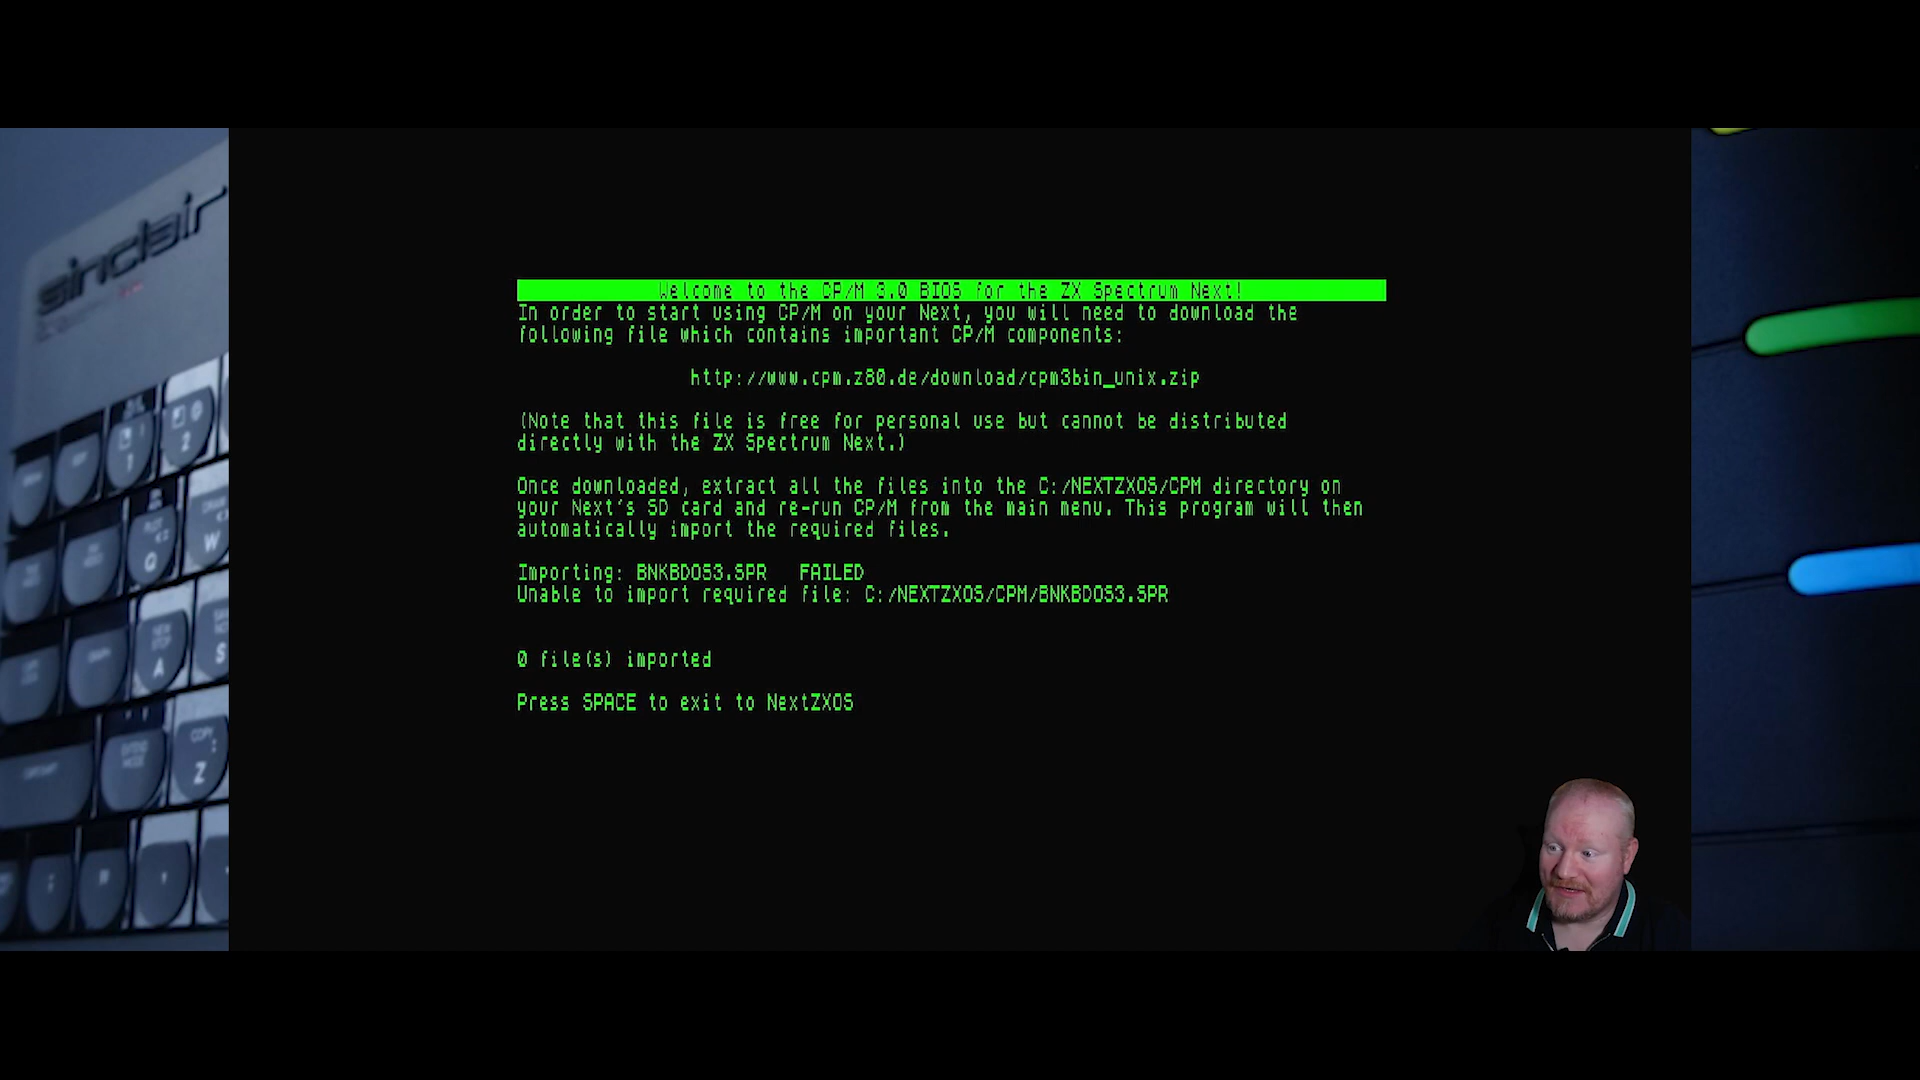 sinclair
Welcome to the CP/M 3.0 BIOS for the ZX Spectrum Next!
In order to start using CP/M on your Next, you will need to download the
following file which contains important CP/M components:
http://www.cpm.z80.de/download/cpm3bin_unix.zip
(Note that this file is free for personal use but cannot be distributed
directly with the ZX Spectrum Next.)
Once downloaded, extract all the files into the C:/NEXTZXOS/CPM directory on
your Next's SD card and re-run CP/M from the main menu. This program will then
automatically import the required files.
Importing: BNKBDOS3.SPR FAILED
Unable to import required file: C:/NEXTZXOS/CPM/BNKBDOS3.SPR
0 file(s) imported
Press SPACE to exit to NextZXOS
1 2
Q W
A S
EXTEND MODE
COPY
Z